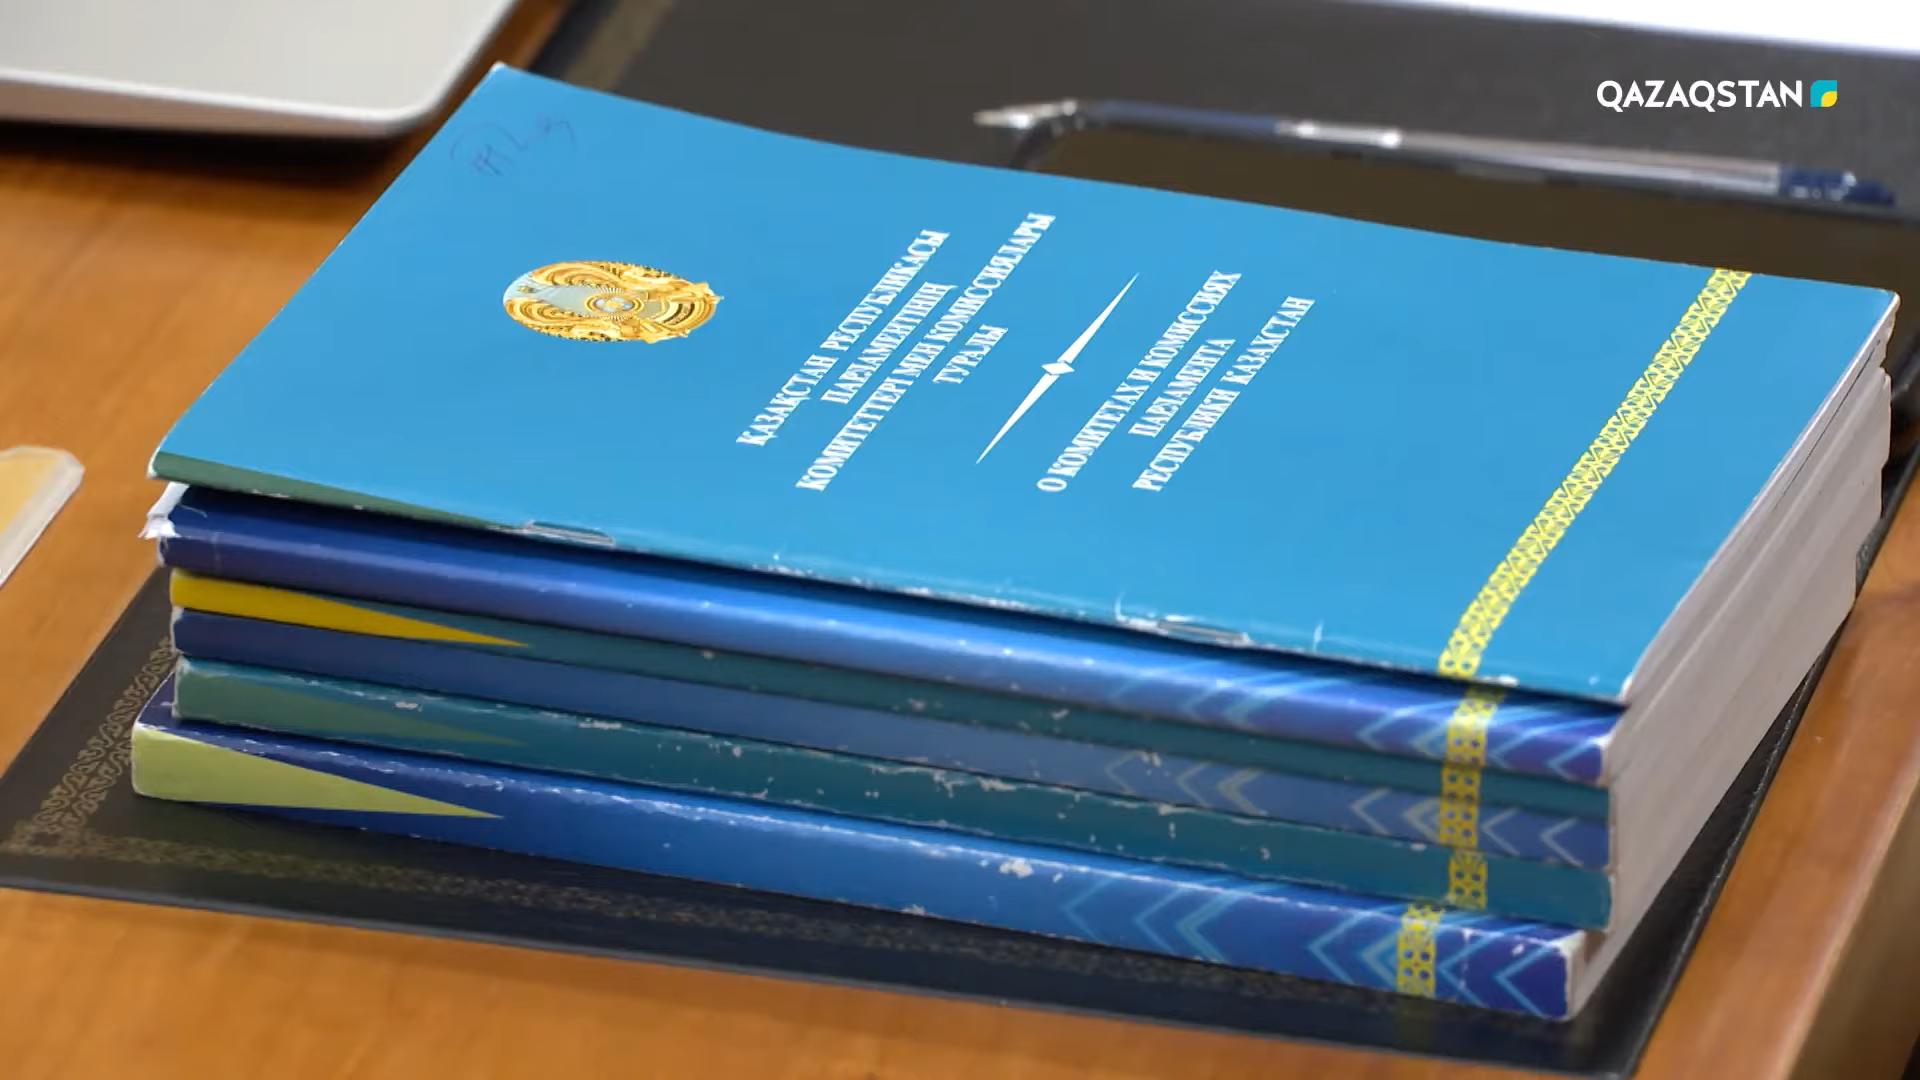 QAZAQSTAN
ҚАЗАҚСТАН РЕСПУБЛИКАСЫ
ПАРЛАМЕНТІНІҢ
КОМИТЕТТЕРІ МЕН КОМИССИЯЛАРЫ
ТУРАЛЫ
О КОМИТЕТАХ И КОМИССИЯХ
ПАРЛАМЕНТА
РЕСПУБЛИКИ КАЗАХСТАН